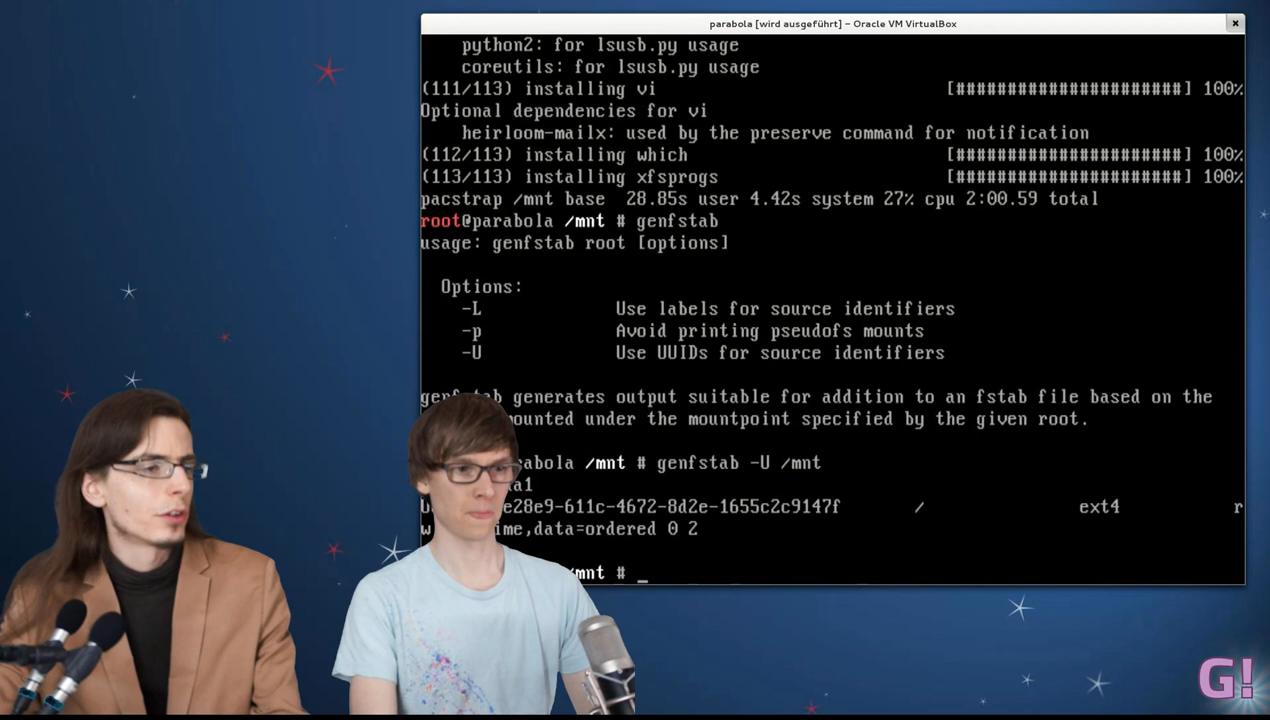 parabola [wird ausgeführt] – Oracle VM VirtualBox
python2: for lsusb.py usage
coreutils: for lsusb.py usage
(111/113) installing vi [######################] 100%
Optional dependencies for vi
heirloom-mailx: used by the preserve command for notification
(112/113) installing which [######################] 100%
(113/113) installing xfsprogs [######################] 100%
pacstrap /mnt base 28.85s user 4.42s system 27% cpu 2:00.59 total
root@parabola /mnt # genfstab
usage: genfstab root [options]
Options:
-L Use labels for source identifiers
-p Avoid printing pseudofs mounts
-U Use UUIDs for source identifiers
genfstab generates output suitable for addition to an fstab file based on the
ounted under the mountpoint specified by the given root.
abola /mnt # genfstab -U /mnt
a1
e28e9-611c-4672-8d2e-1655c2c9147f / ext4 r
w ime,data=ordered 0 2
/mnt # _
G!